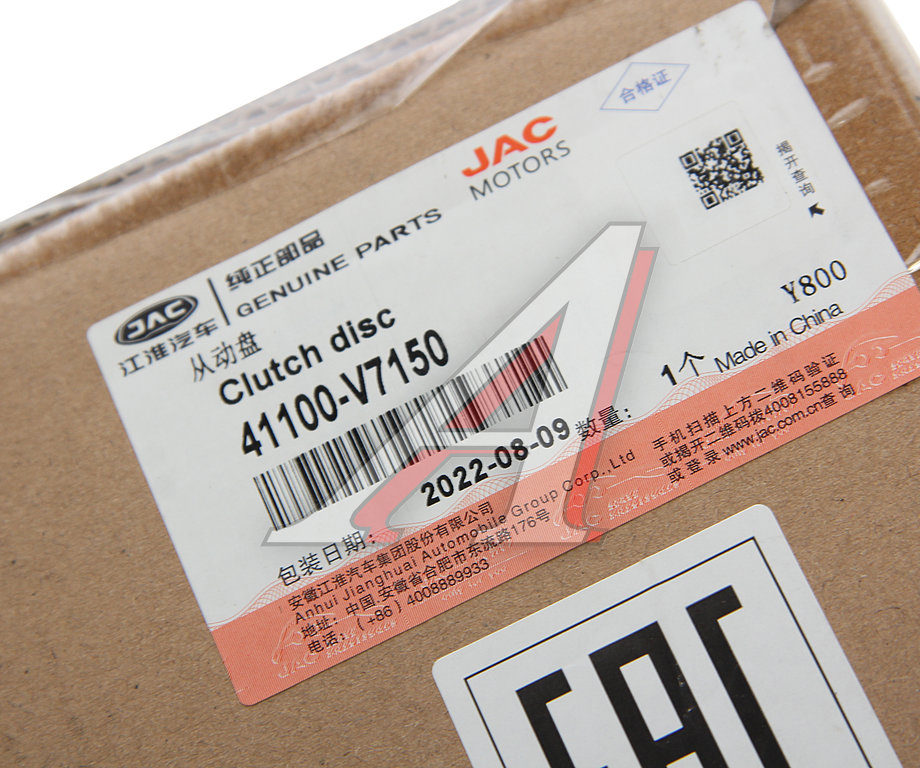 合格证
JAC
MOTORS
揭开查询
JAC
江淮汽车
纯正部品
GENUINE PARTS
从动盘
Clutch disc
41100-V7150
Y800
包装日期:
2022-08-09
数量:
1个
Made in China
安徽江淮汽车集团股份有限公司
Anhui Jianghuai Automobile Group Corp.,Ltd
地址: 中国.安徽省合肥市东流路176号
电话: (+86) 4008889933
手机扫描上方二维码验证
或揭开二维码拨4008155888
或登录www.jac.com.cn查询
EAC